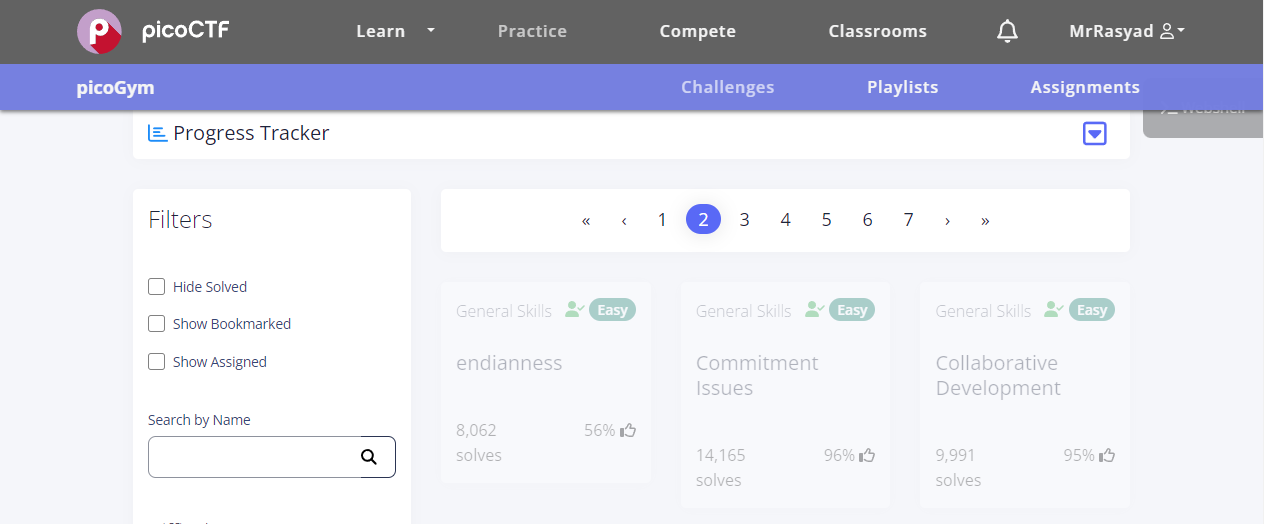 picoCTF Learn Practice Compete Classrooms MrRasyad
picoGym Challenges Playlists Assignments
Webshell
Progress Tracker
Filters
Hide Solved
Show Bookmarked
Show Assigned
Search by Name
« ‹ 1 2 3 4 5 6 7 › »
General Skills Easy
endianness
8,062
solves
56%
General Skills Easy
Commitment
Issues
14,165
solves
96%
General Skills Easy
Collaborative
Development
9,991
solves
95%